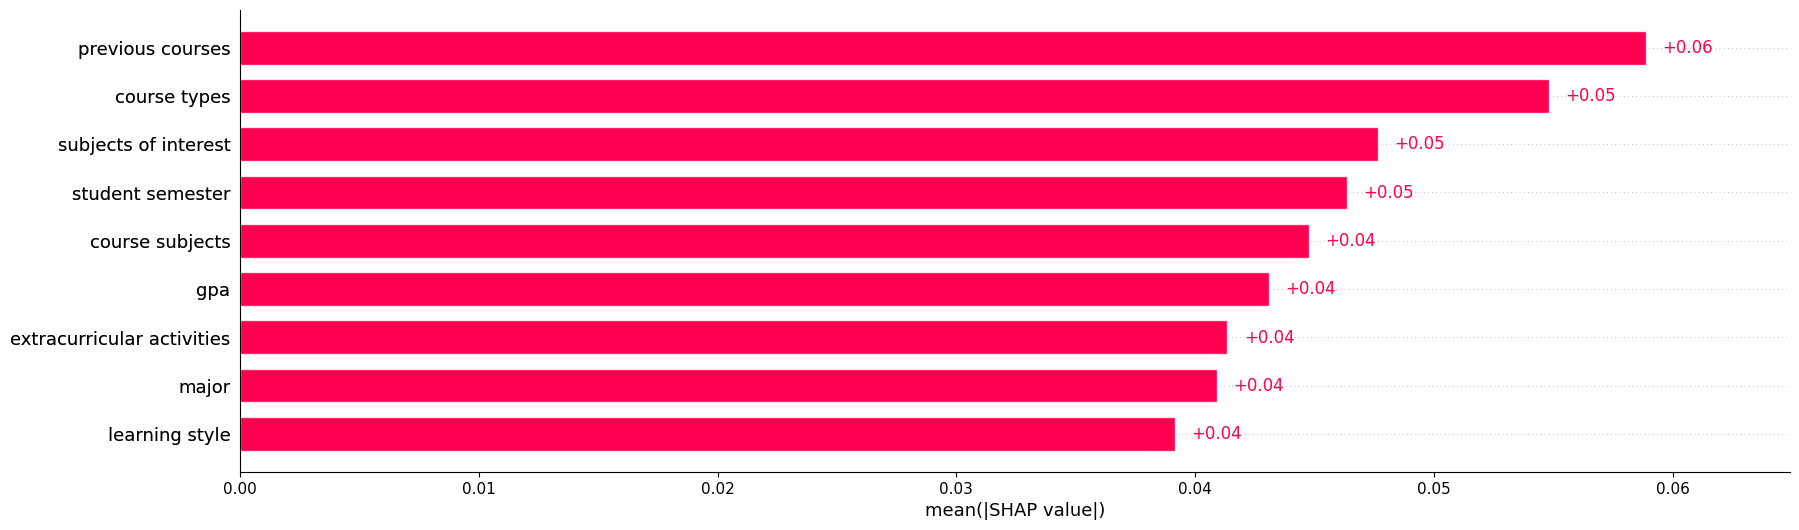 previous courses +0.06
course types +0.05
subjects of interest +0.05
student semester +0.05
course subjects +0.04
gpa +0.04
extracurricular activities +0.04
major +0.04
learning style +0.04
0.00 0.01 0.02 0.03 0.04 0.05 0.06
mean(|SHAP value|)